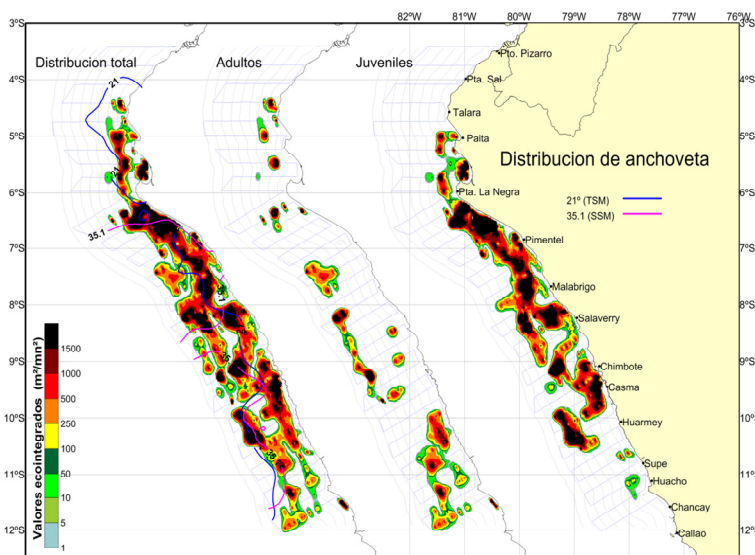 82°W 81°W 80°W 79°W 78°W 77°W 76°W
3°S
4°S
5°S
6°S
7°S
8°S
9°S
10°S
11°S
12°S
Distribucion total
Adultos
Juveniles
Pto. Pizarro
Pta. Sal
Talara
Paita
Pta. La Negra
Pimentel
Malabrigo
Salaverry
Chimbote
Casma
Huarmey
Supe
Huacho
Chancay
Callao
Distribucion de anchoveta
21º (TSM)
35.1 (SSM)
21
21
35.1
35.1
Valores ecointegrados (m²/mn²)
1500
1000
500
250
100
50
10
5
1